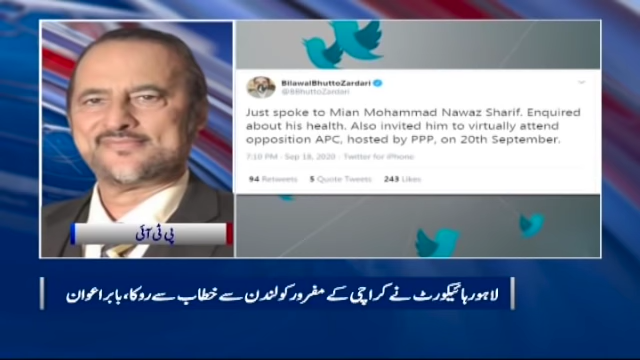 BilawalBhuttoZardari
@BBhuttoZardari
Just spoke to Mian Mohammad Nawaz Sharif. Enquired
about his health. Also invited him to virtually attend
opposition APC, hosted by PPP, on 20th September.
7:10 PM - Sep 18, 2020 - Twitter for iPhone
94 Retweets 5 Quote Tweets 243 Likes
پی ٹی آئی
لاہور ہائیکورٹ نے کراچی کے مفرور کو لندن سے خطاب سے روکا، بابر اعوان